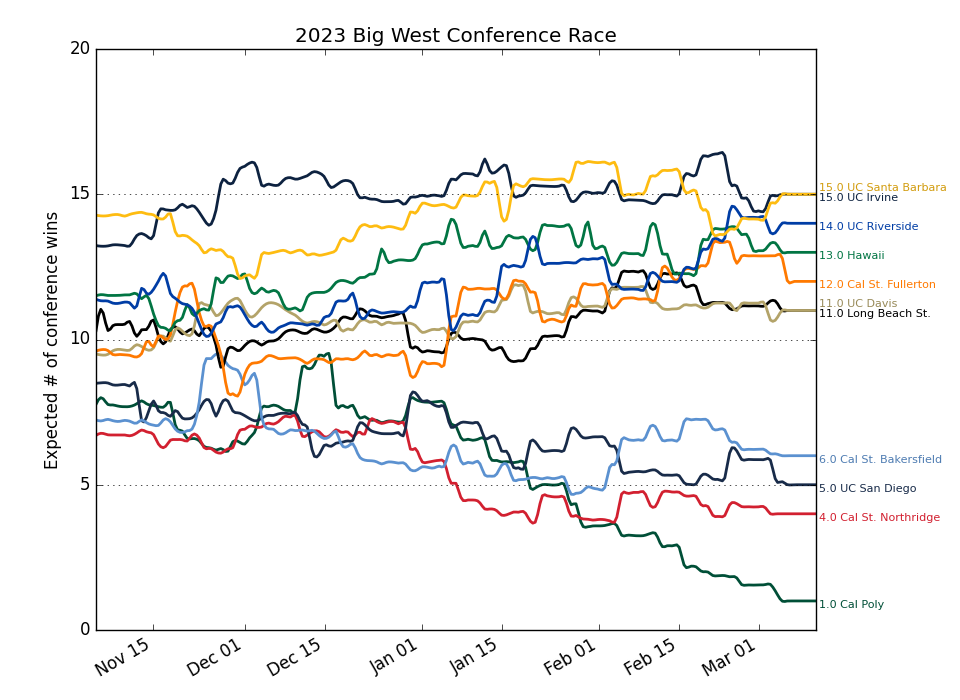 2023 Big West Conference Race
Expected # of conference wins
20
15
10
5
0
15.0 UC Santa Barbara
15.0 UC Irvine
14.0 UC Riverside
13.0 Hawaii
12.0 Cal St. Fullerton
11.0 UC Davis
11.0 Long Beach St.
6.0 Cal St. Bakersfield
5.0 UC San Diego
4.0 Cal St. Northridge
1.0 Cal Poly
Nov 15
Dec 01
Dec 15
Jan 01
Jan 15
Feb 01
Feb 15
Mar 01